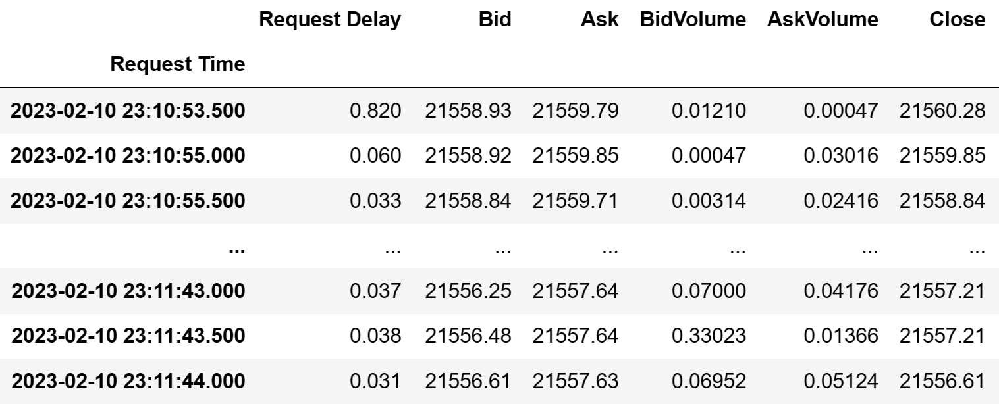 Request Delay Bid Ask BidVolume AskVolume Close
Request Time
2023-02-10 23:10:53.500 0.820 21558.93 21559.79 0.01210 0.00047 21560.28
2023-02-10 23:10:55.000 0.060 21558.92 21559.85 0.00047 0.03016 21559.85
2023-02-10 23:10:55.500 0.033 21558.84 21559.71 0.00314 0.02416 21558.84
... ... ... ... ... ... ...
2023-02-10 23:11:43.000 0.037 21556.25 21557.64 0.07000 0.04176 21557.21
2023-02-10 23:11:43.500 0.038 21556.48 21557.64 0.33023 0.01366 21557.21
2023-02-10 23:11:44.000 0.031 21556.61 21557.63 0.06952 0.05124 21556.61